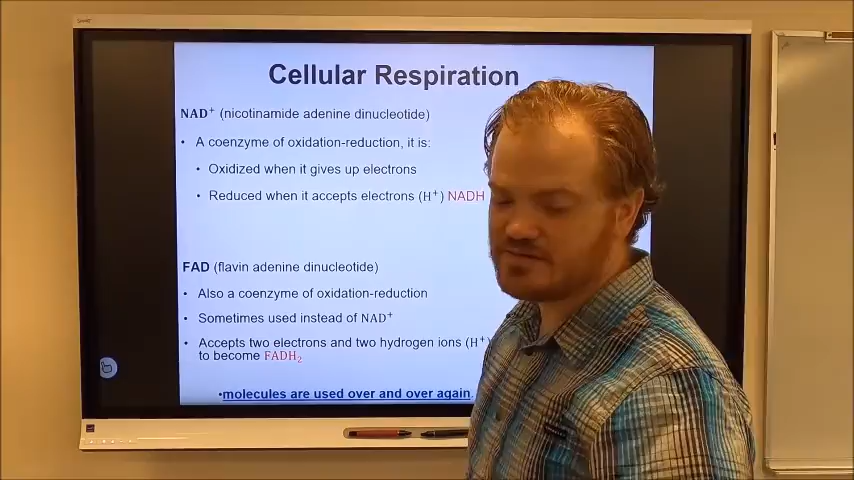 SMART
Cellular Respiration
NAD⁺ (nicotinamide adenine dinucleotide)
• A coenzyme of oxidation-reduction, it is:
• Oxidized when it gives up electrons
• Reduced when it accepts electrons (H⁺) NADH
FAD (flavin adenine dinucleotide)
• Also a coenzyme of oxidation-reduction
• Sometimes used instead of NAD⁺
• Accepts two electrons and two hydrogen ions (H⁺)
to become FADH₂
•molecules are used over and over again.